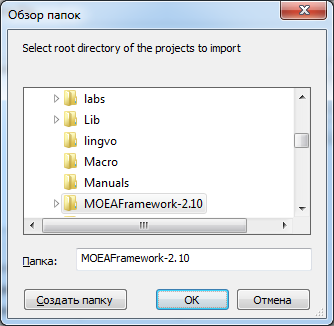 Обзор папок
Select root directory of the projects to import
labs
Lib
lingvo
Macro
Manuals
MOEAFramework-2.10
Папка: MOEAFramework-2.10
Создать папку OK Отмена